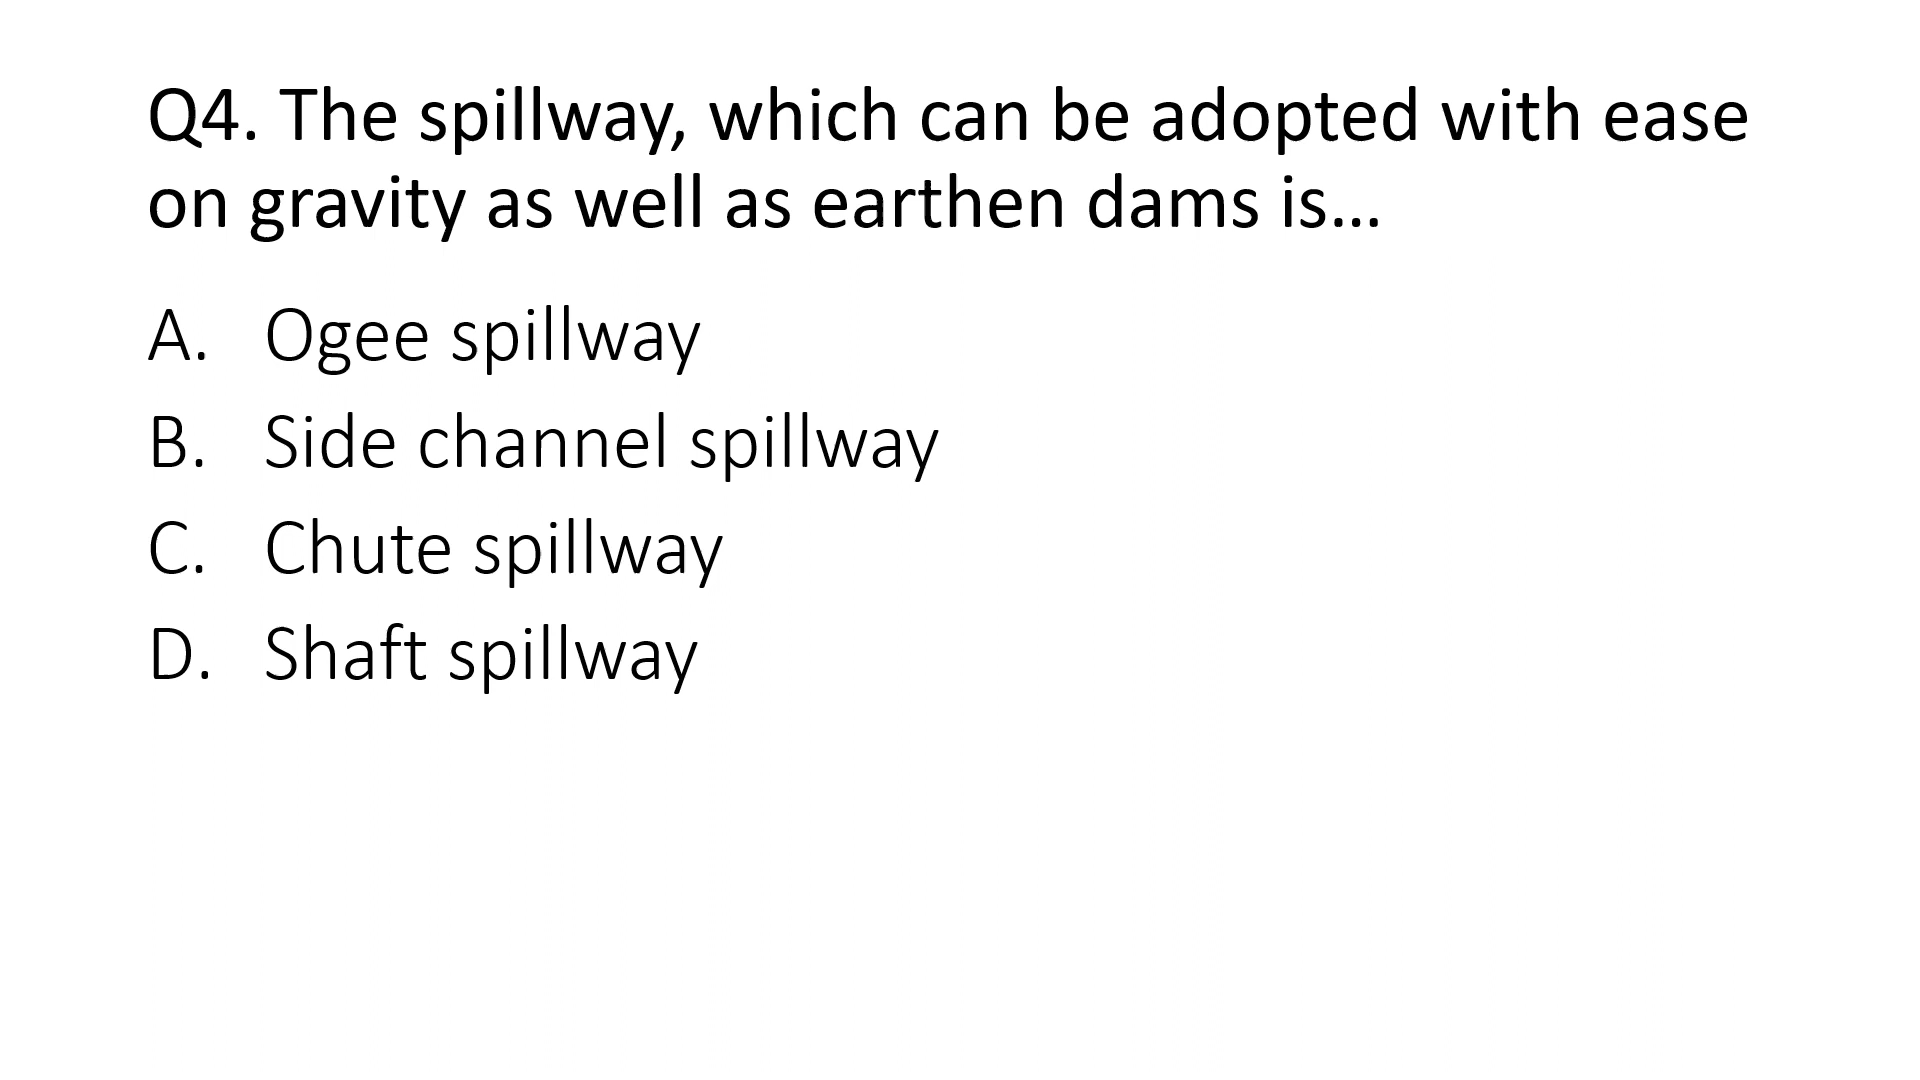 Q4. The spillway, which can be adopted with ease
on gravity as well as earthen dams is...
A. Ogee spillway
B. Side channel spillway
C. Chute spillway
D. Shaft spillway